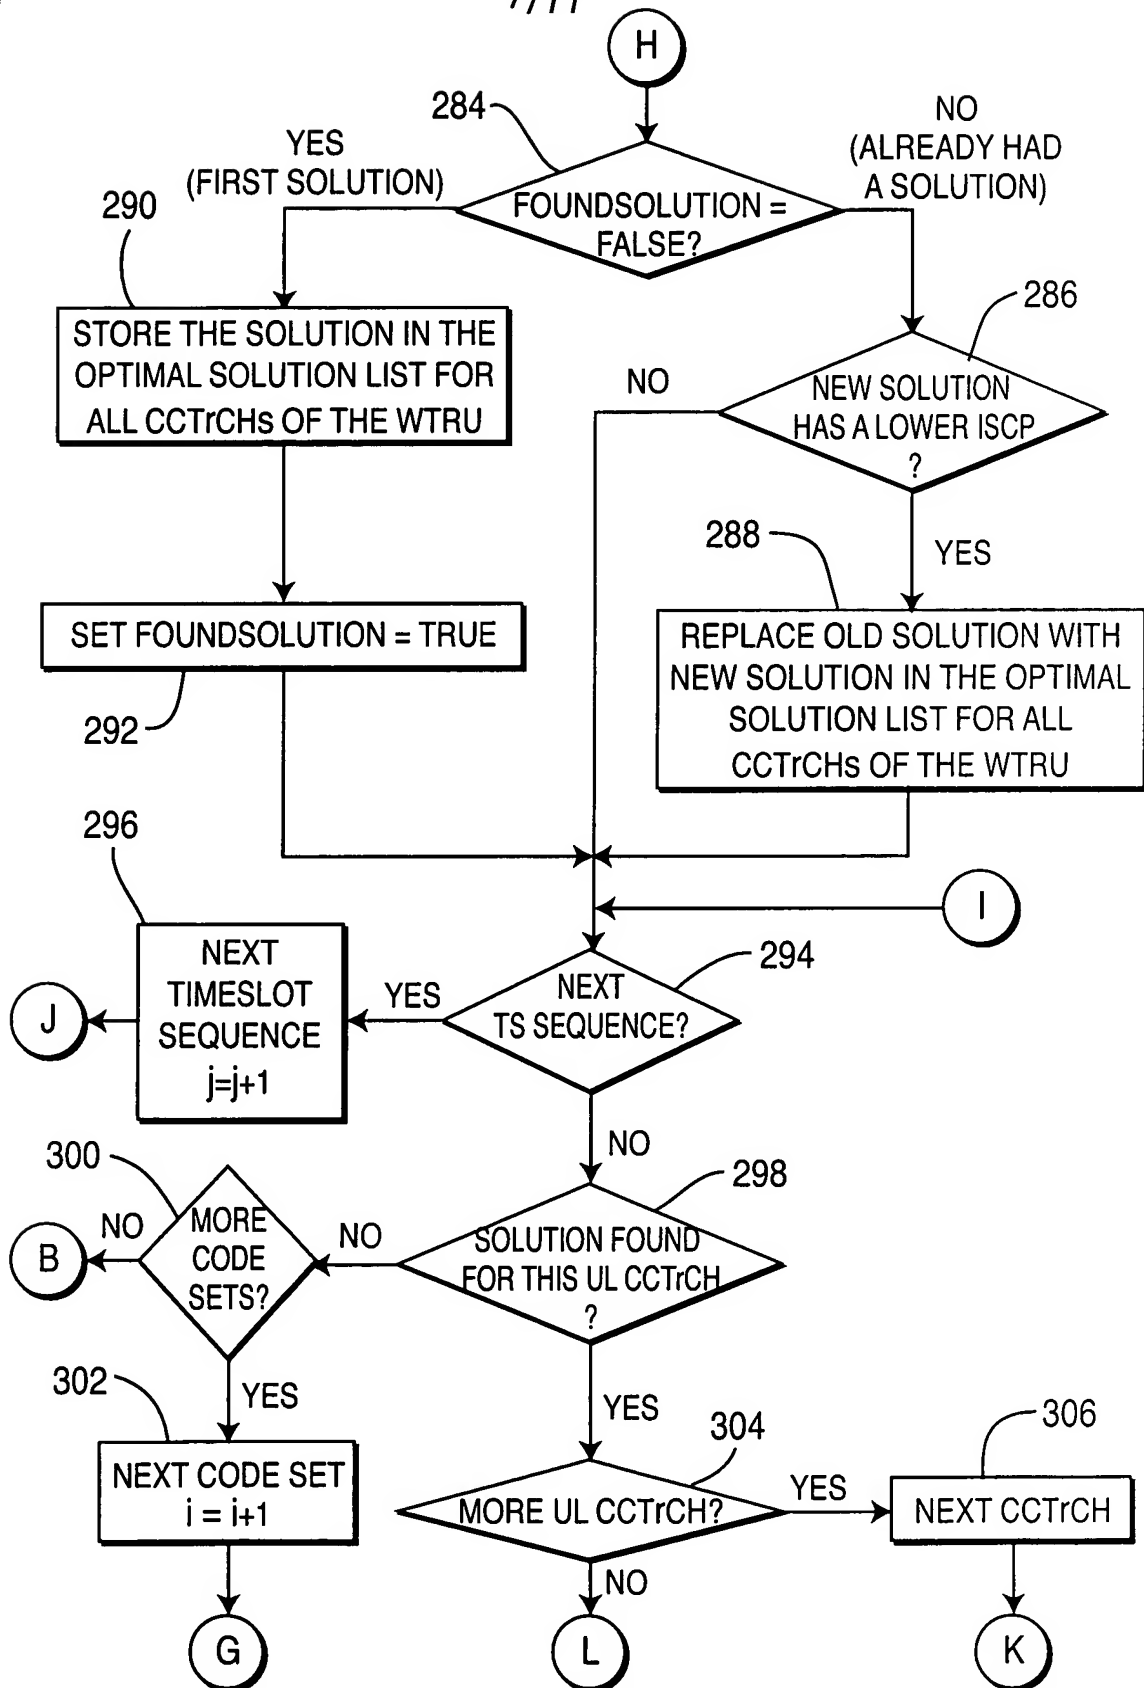 7/11
H
284
NO
(ALREADY HAD
A SOLUTION)
YES
(FIRST SOLUTION)
290
FOUNDSOLUTION =
FALSE?
286
STORE THE SOLUTION IN THE
OPTIMAL SOLUTION LIST FOR
ALL CCTrCHs OF THE WTRU
NO
NEW SOLUTION
HAS A LOWER ISCP
?
288
YES
SET FOUNDSOLUTION = TRUE
292
REPLACE OLD SOLUTION WITH
NEW SOLUTION IN THE OPTIMAL
SOLUTION LIST FOR ALL
CCTrCHs OF THE WTRU
296
I
294
NEXT
TIMESLOT
SEQUENCE
j=j+1
J
YES
NEXT
TS SEQUENCE?
NO
300
298
B
NO
MORE
CODE
SETS?
NO
SOLUTION FOUND
FOR THIS UL CCTrCH
?
302
YES
YES
304
306
NEXT CODE SET
i = i+1
MORE UL CCTrCH?
YES
NEXT CCTrCH
NO
G
L
K